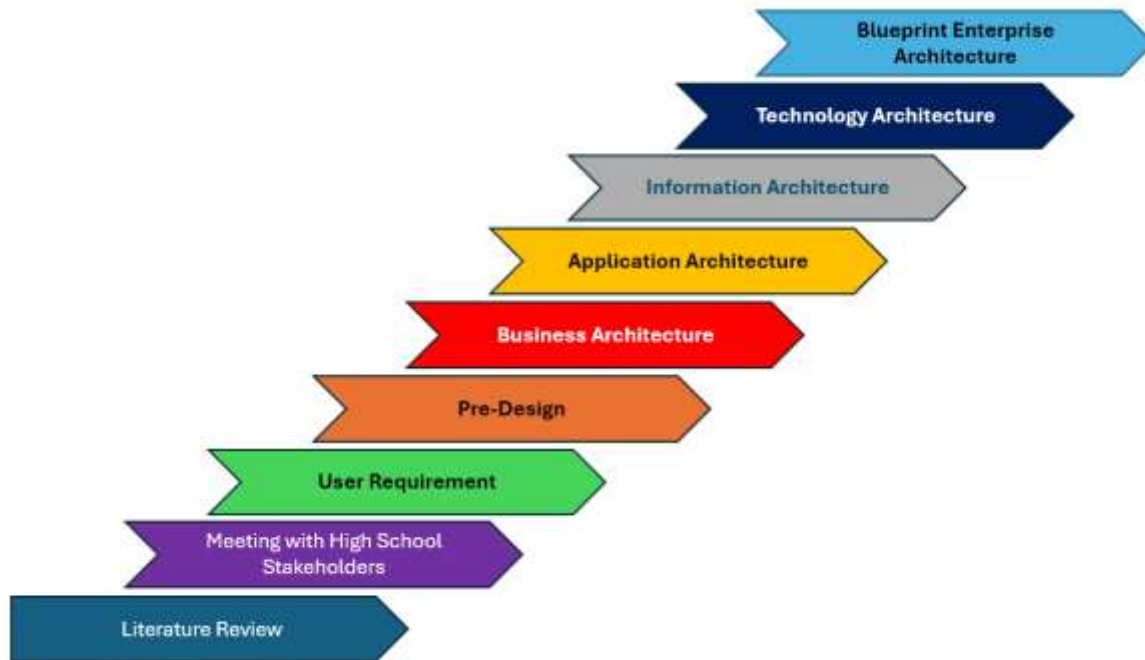 Blueprint Enterprise
Architecture
Technology Architecture
Information Architecture
Application Architecture
Business Architecture
Pre-Design
User Requirement
Meeting with High School
Stakeholders
Literature Review